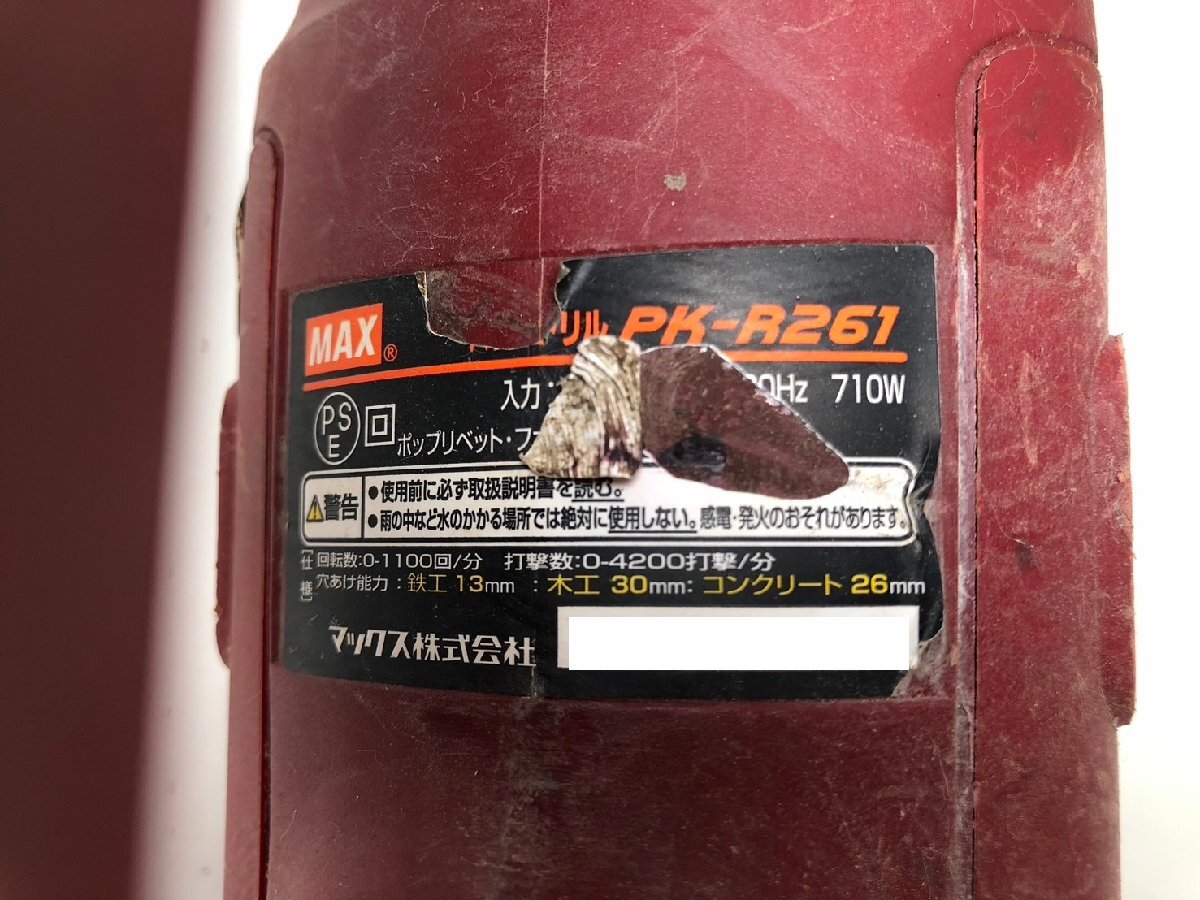 MAX® リル PK-R261
入力 Hz 710W
PSE 回 ポップリベット・フ
⚠警告 ●使用前に必ず取扱説明書を読む。
●雨の中など水のかかる場所では絶対に使用しない。感電・発火のおそれがあります。
【仕様】 回転数:0-1100回/分 打撃数:0-4200打撃/分
穴あけ能力:鉄工 13mm : 木工 30mm: コンクリート 26mm
マックス株式会社